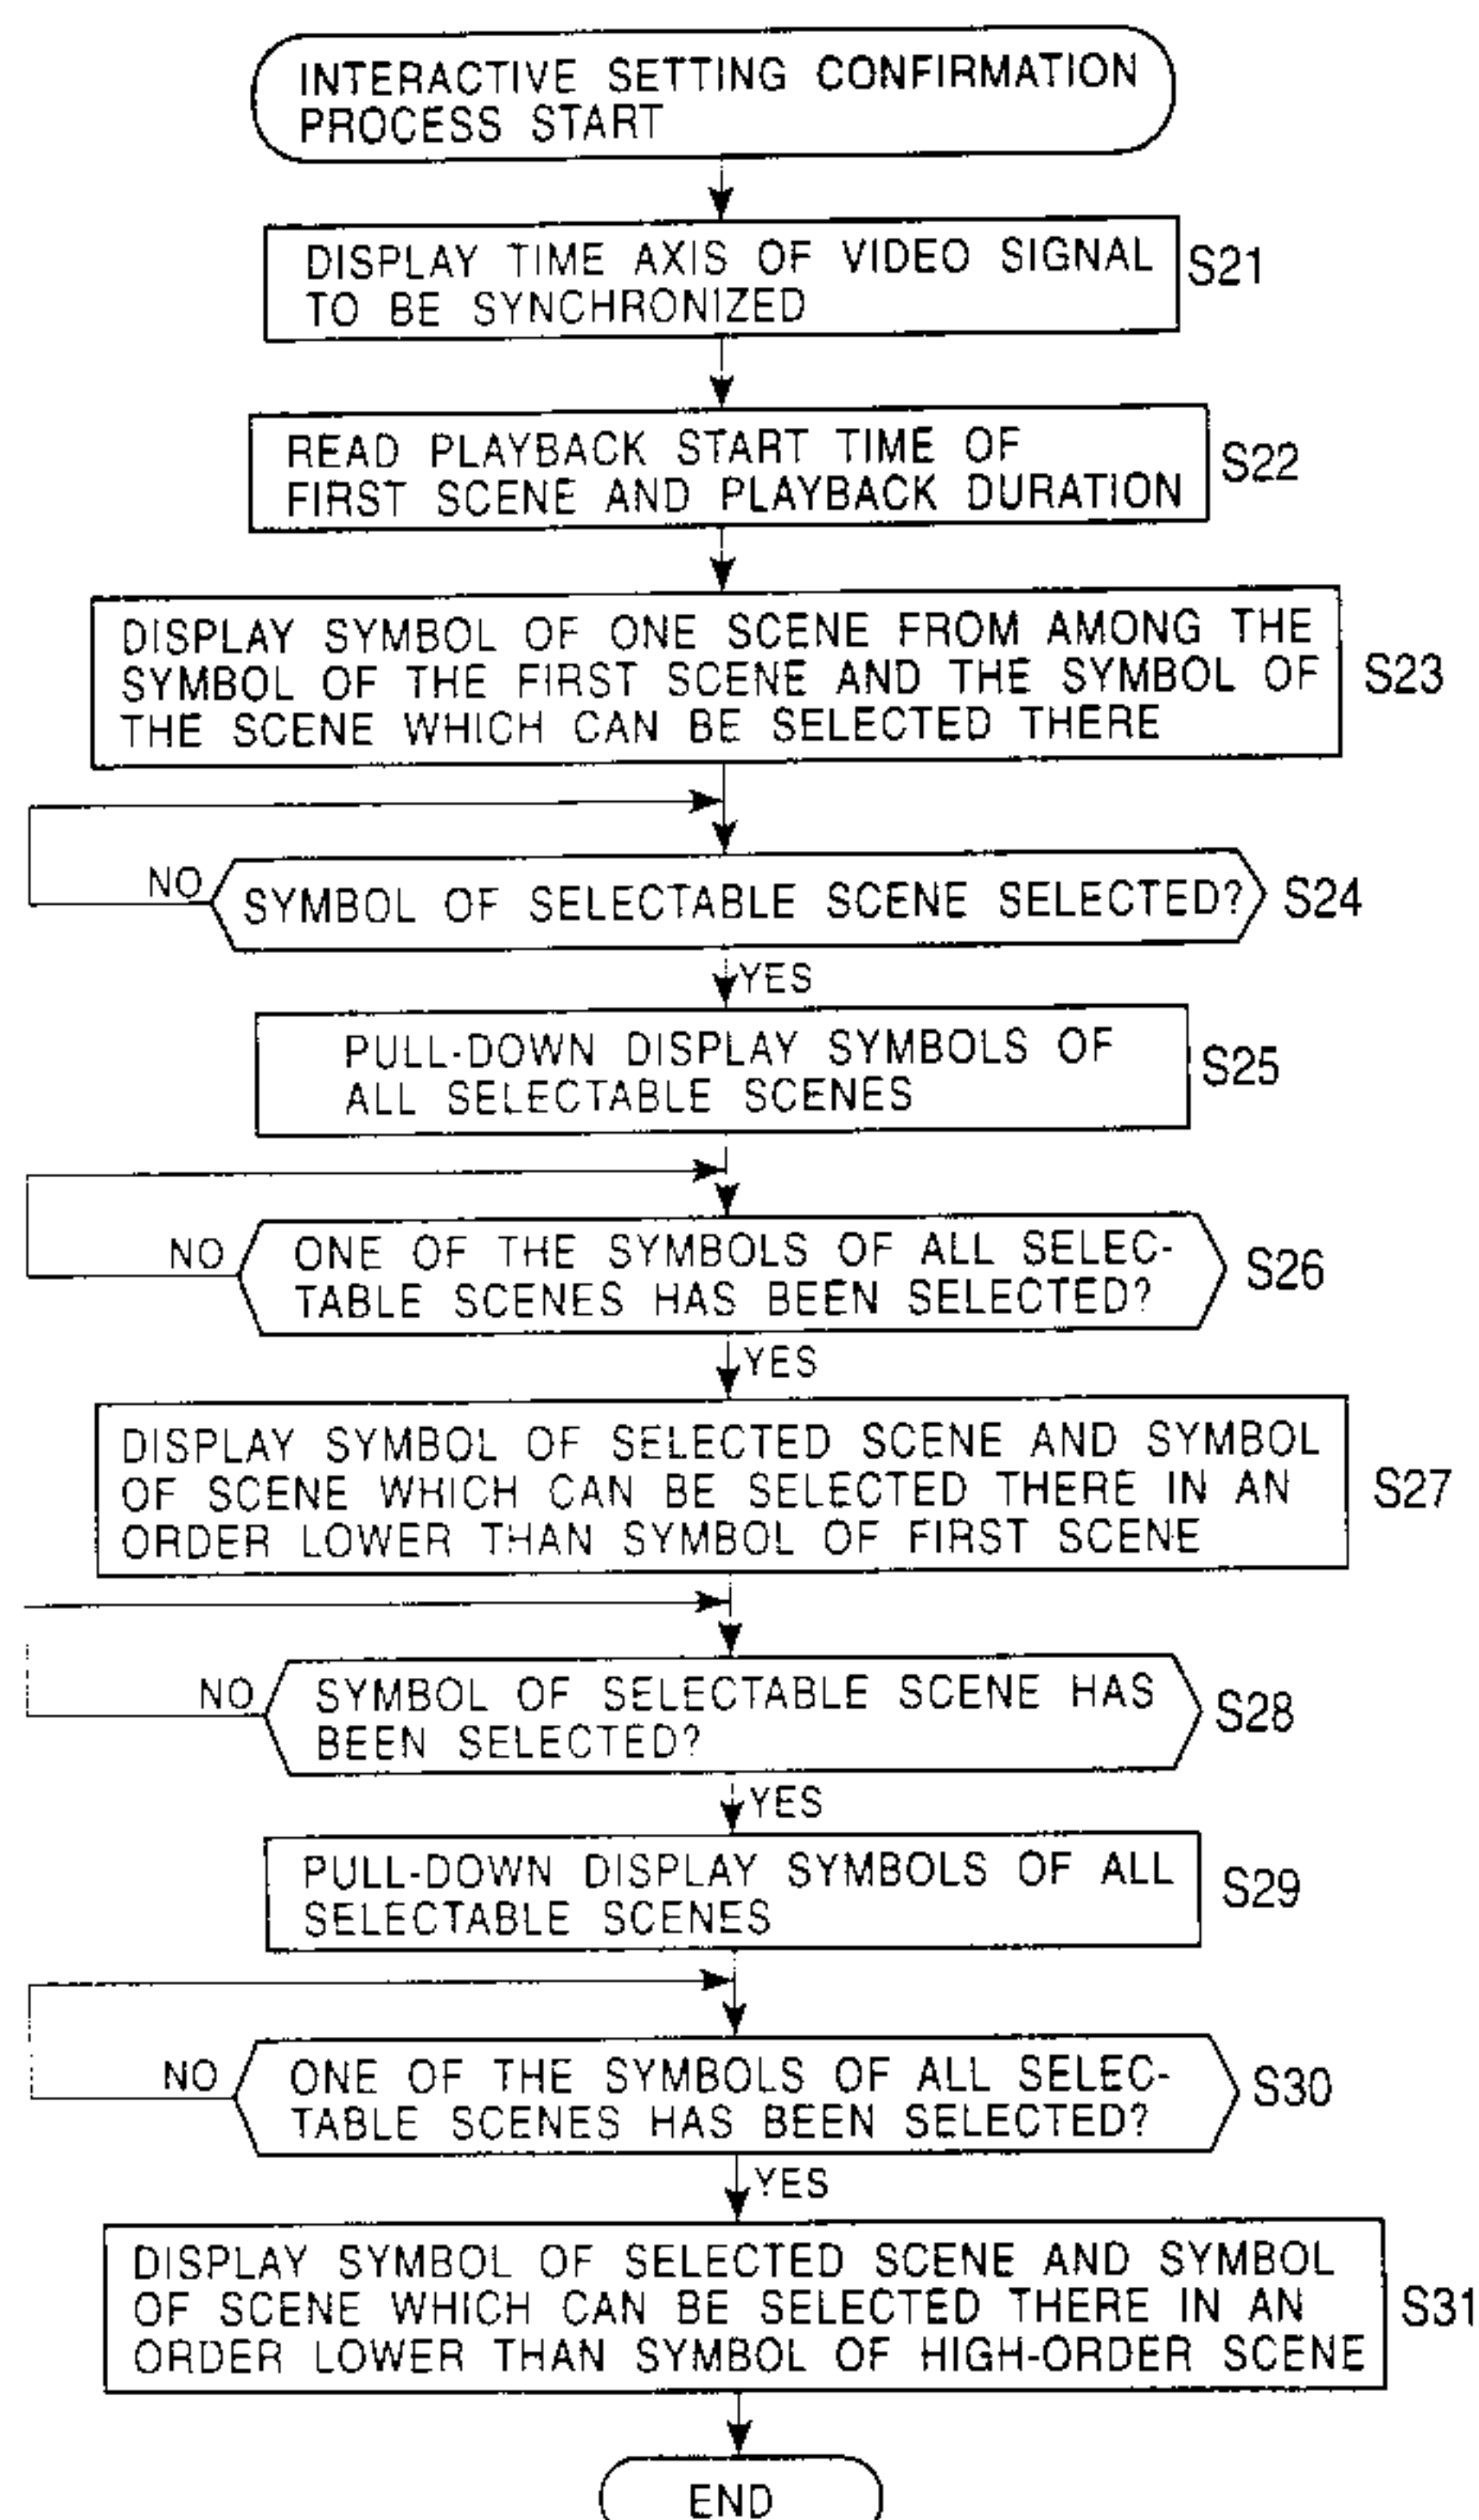 INTERACTIVE SETTING CONFIRMATION
PROCESS START
DISPLAY TIME AXIS OF VIDEO SIGNAL
TO BE SYNCHRONIZED
S21
READ PLAYBACK START TIME OF
FIRST SCENE AND PLAYBACK DURATION
S22
DISPLAY SYMBOL OF ONE SCENE FROM AMONG THE
SYMBOL OF THE FIRST SCENE AND THE SYMBOL OF
THE SCENE WHICH CAN BE SELECTED THERE
S23
NO
SYMBOL OF SELECTABLE SCENE SELECTED?
S24
YES
PULL-DOWN DISPLAY SYMBOLS OF
ALL SELECTABLE SCENES
S25
NO
ONE OF THE SYMBOLS OF ALL SELEC-
TABLE SCENES HAS BEEN SELECTED?
S26
YES
DISPLAY SYMBOL OF SELECTED SCENE AND SYMBOL
OF SCENE WHICH CAN BE SELECTED THERE IN AN
ORDER LOWER THAN SYMBOL OF FIRST SCENE
S27
NO
SYMBOL OF SELECTABLE SCENE HAS
BEEN SELECTED?
S28
YES
PULL-DOWN DISPLAY SYMBOLS OF ALL
SELECTABLE SCENES
S29
NO
ONE OF THE SYMBOLS OF ALL SELEC-
TABLE SCENES HAS BEEN SELECTED?
S30
YES
DISPLAY SYMBOL OF SELECTED SCENE AND SYMBOL
OF SCENE WHICH CAN BE SELECTED THERE IN AN
ORDER LOWER THAN SYMBOL OF HIGH-ORDER SCENE
S31
END